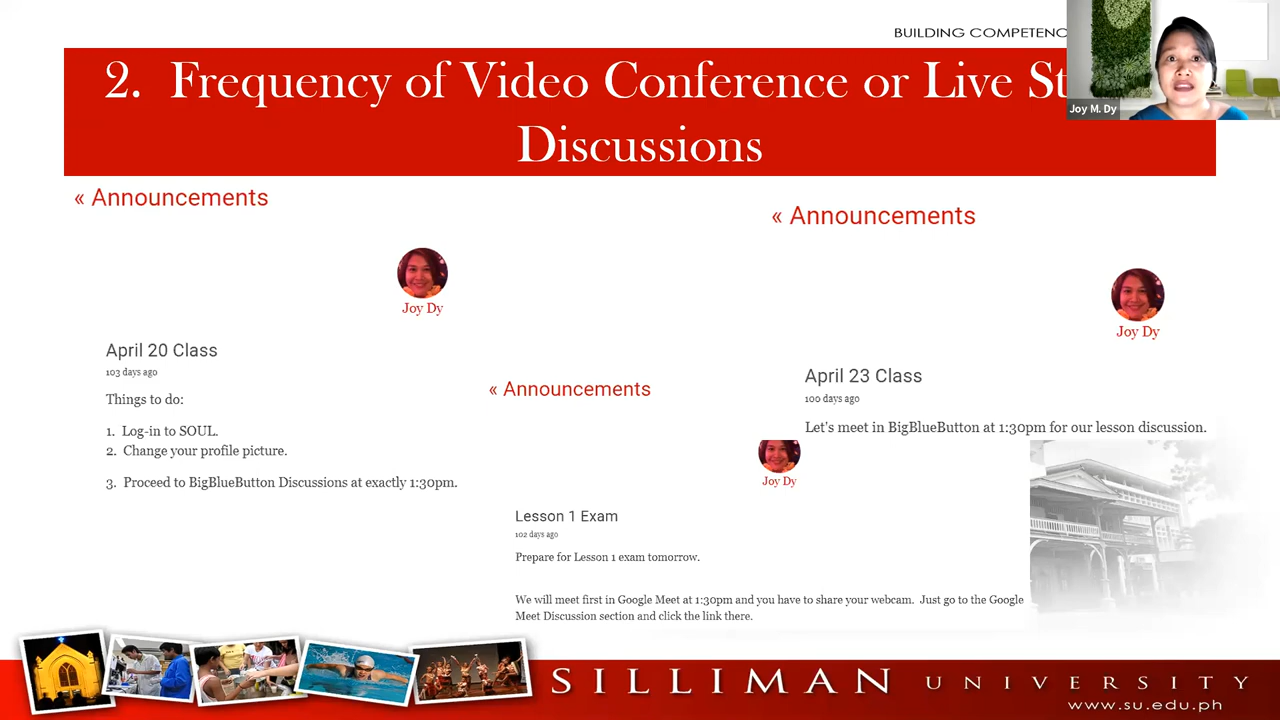 BUILDING COMPETENC
2. Frequency of Video Conference or Live St
Discussions
Joy M. Dy
« Announcements
Joy Dy
April 20 Class
103 days ago
Things to do:
1. Log-in to SOUL.
2. Change your profile picture.
3. Proceed to BigBlueButton Discussions at exactly 1:30pm.
« Announcements
Joy Dy
Lesson 1 Exam
102 days ago
Prepare for Lesson 1 exam tomorrow.
We will meet first in Google Meet at 1:30pm and you have to share your webcam. Just go to the Google
Meet Discussion section and click the link there.
« Announcements
Joy Dy
April 23 Class
100 days ago
Let's meet in BigBlueButton at 1:30pm for our lesson discussion.
SILLIMAN UNIVERSITY
www.su.edu.ph